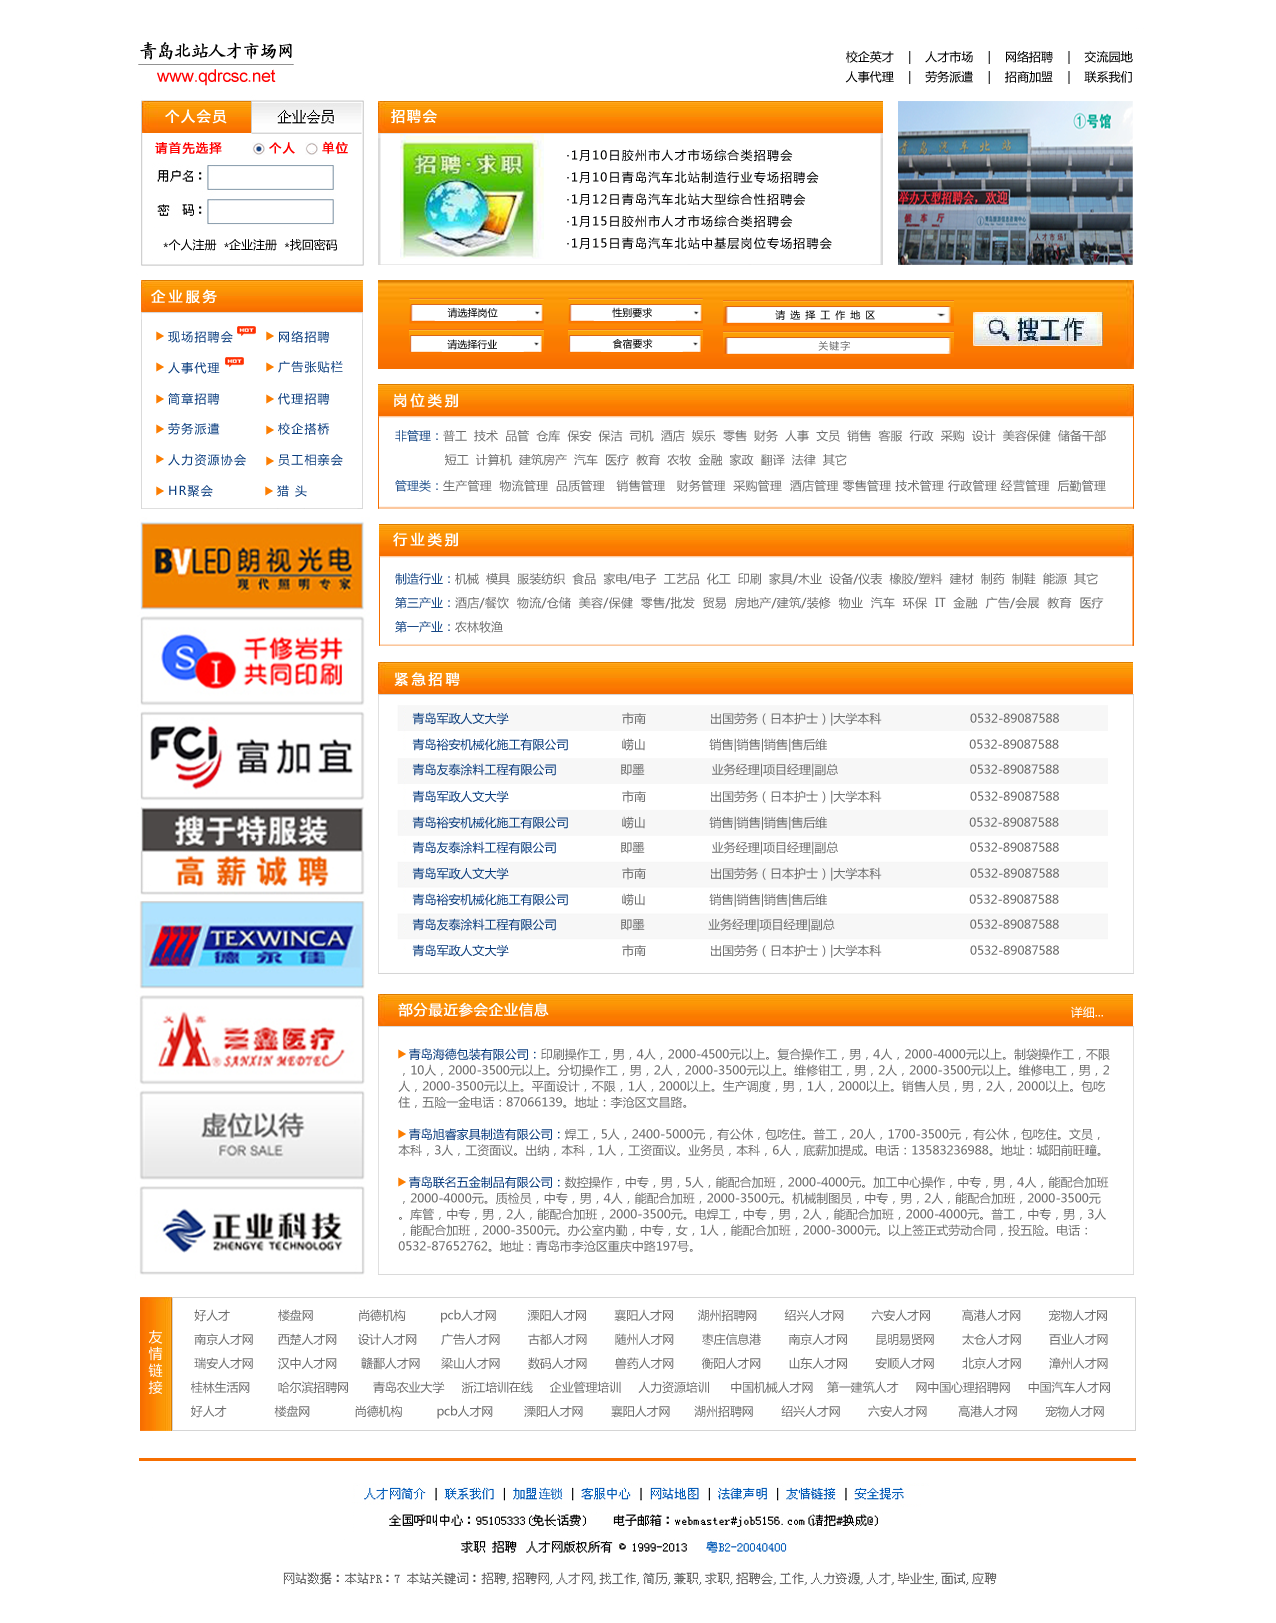 青岛北站人才市场网
www.qdrcsc.net
校企英才 | 人才市场 | 网络招聘 | 交流园地
人事代理 | 劳务派遣 | 招商加盟 | 联系我们
个人会员 企业会员
请首先选择 个人 单位
用户名：
密 码：
*个人注册 *企业注册 *找回密码
招聘会
招聘·求职
·1月10日胶州市人才市场综合类招聘会
·1月10日青岛汽车北站制造行业专场招聘会
·1月12日青岛汽车北站大型综合性招聘会
·1月15日胶州市人才市场综合类招聘会
·1月15日青岛汽车北站中基层岗位专场招聘会
①号馆
青岛汽车北站
举办大型招聘会，欢迎
候车厅
人才市场
企业服务
现场招聘会 HOT 网络招聘
人事代理 HOT 广告张贴栏
简章招聘 代理招聘
劳务派遣 校企搭桥
人力资源协会 员工相亲会
HR聚会 猎 头
请选择岗位 性别要求 请选择工作地区
请选择行业 食宿要求 关键字
搜工作
岗位类别
非管理：普工 技术 品管 仓库 保安 保洁 司机 酒店 娱乐 零售 财务 人事 文员 销售 客服 行政 采购 设计 美容保健 储备干部
短工 计算机 建筑房产 汽车 医疗 教育 农牧 金融 家政 翻译 法律 其它
管理类：生产管理 物流管理 品质管理 销售管理 财务管理 采购管理 酒店管理 零售管理 技术管理 行政管理 经营管理 后勤管理
行业类别
制造行业：机械 模具 服装纺织 食品 家电/电子 工艺品 化工 印刷 家具/木业 设备/仪表 橡胶/塑料 建材 制药 制鞋 能源 其它
第三产业：酒店/餐饮 物流/仓储 美容/保健 零售/批发 贸易 房地产/建筑/装修 物业 汽车 环保 IT 金融 广告/会展 教育 医疗
第一产业：农林牧渔
BVLED 朗视光电
现代照明专家
SI 千修岩井
共同印刷
FCi 富加宜
搜于特服装
高薪诚聘
TEXWINCA
德永佳
三鑫医疗
SANXIN MEDTEC
虚位以待
FOR SALE
正业科技
ZHENGYE TECHNOLOGY
紧急招聘
青岛军政人文大学 市南 出国劳务（日本护士）|大学本科 0532-89087588
青岛裕安机械化施工有限公司 崂山 销售|销售|销售|售后维 0532-89087588
青岛友泰涂料工程有限公司 即墨 业务经理|项目经理|副总 0532-89087588
青岛军政人文大学 市南 出国劳务（日本护士）|大学本科 0532-89087588
青岛裕安机械化施工有限公司 崂山 销售|销售|销售|售后维 0532-89087588
青岛友泰涂料工程有限公司 即墨 业务经理|项目经理|副总 0532-89087588
青岛军政人文大学 市南 出国劳务（日本护士）|大学本科 0532-89087588
青岛裕安机械化施工有限公司 崂山 销售|销售|销售|售后维 0532-89087588
青岛友泰涂料工程有限公司 即墨 业务经理|项目经理|副总 0532-89087588
青岛军政人文大学 市南 出国劳务（日本护士）|大学本科 0532-89087588
部分最近参会企业信息 详细...
青岛海德包装有限公司：印刷操作工，男，4人，2000-4500元以上。复合操作工，男，4人，2000-4000元以上。制袋操作工，不限
，10人，2000-3500元以上。分切操作工，男，2人，2000-3500元以上。维修钳工，男，2人，2000-3500元以上。维修电工，男，2
人，2000-3500元以上。平面设计，不限，1人，2000以上。生产调度，男，1人，2000以上。销售人员，男，2人，2000以上。包吃
住，五险一金电话：87066139。地址：李沧区文昌路。
青岛旭睿家具制造有限公司：焊工，5人，2400-5000元，有公休，包吃住。普工，20人，1700-3500元，有公休，包吃住。文员，
本科，3人，工资面议。出纳，本科，1人，工资面议。业务员，本科，6人，底薪加提成。电话：13583236988。地址：城阳前旺疃。
青岛联名五金制品有限公司：数控操作，中专，男，5人，能配合加班，2000-4000元。加工中心操作，中专，男，4人，能配合加班
，2000-4000元。质检员，中专，男，4人，能配合加班，2000-3500元。机械制图员，中专，男，2人，能配合加班，2000-3500元
。库管，中专，男，2人，能配合加班，2000-3500元。电焊工，中专，男，2人，能配合加班，2000-4000元。普工，中专，男，3人
，能配合加班，2000-3500元。办公室内勤，中专，女，1人，能配合加班，2000-3000元。以上签正式劳动合同，投五险。电话：
0532-87652762。地址：青岛市李沧区重庆中路197号。
友情链接
好人才 楼盘网 尚德机构 pcb人才网 溧阳人才网 襄阳人才网 湖州招聘网 绍兴人才网 六安人才网 高港人才网 宠物人才网
南京人才网 西楚人才网 设计人才网 广告人才网 古都人才网 随州人才网 枣庄信息港 南京人才网 昆明易贤网 太仓人才网 百业人才网
瑞安人才网 汉中人才网 赣鄱人才网 梁山人才网 数码人才网 兽药人才网 衡阳人才网 山东人才网 安顺人才网 北京人才网 漳州人才网
桂林生活网 哈尔滨招聘网 青岛农业大学 浙江培训在线 企业管理培训 人力资源培训 中国机械人才网 第一建筑人才 网中国心理招聘网 中国汽车人才网
好人才 楼盘网 尚德机构 pcb人才网 溧阳人才网 襄阳人才网 湖州招聘网 绍兴人才网 六安人才网 高港人才网 宠物人才网
人才网简介 | 联系我们 | 加盟连锁 | 客服中心 | 网站地图 | 法律声明 | 友情链接 | 安全提示
全国呼叫中心：95105333(免长话费) 电子邮箱：webmaster#job5156.com(请把#换成@)
求职 招聘 人才网版权所有 © 1999-2013 粤B2-20040400
网站数据：本站PR：7 本站关键词：招聘, 招聘网, 人才网, 找工作, 简历, 兼职, 求职, 招聘会, 工作, 人力资源, 人才, 毕业生, 面试, 应聘